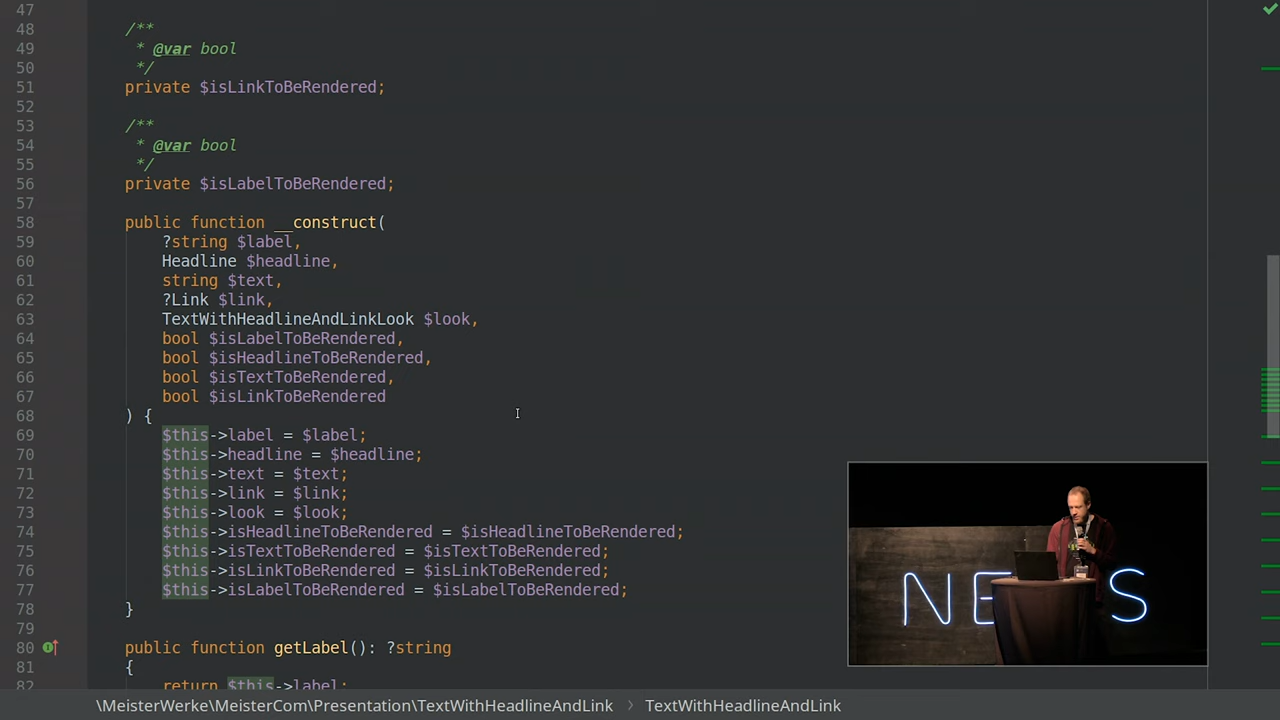 47
48 /**
49 * @var bool
50 */
51 private $isLinkToBeRendered;
52
53 /**
54 * @var bool
55 */
56 private $isLabelToBeRendered;
57
58 public function __construct(
59 ?string $label,
60 Headline $headline,
61 string $text,
62 ?Link $link,
63 TextWithHeadlineAndLinkLook $look,
64 bool $isLabelToBeRendered,
65 bool $isHeadlineToBeRendered,
66 bool $isTextToBeRendered,
67 bool $isLinkToBeRendered
68 ) {
69 $this->label = $label;
70 $this->headline = $headline;
71 $this->text = $text;
72 $this->link = $link;
73 $this->look = $look;
74 $this->isHeadlineToBeRendered = $isHeadlineToBeRendered;
75 $this->isTextToBeRendered = $isTextToBeRendered;
76 $this->isLinkToBeRendered = $isLinkToBeRendered;
77 $this->isLabelToBeRendered = $isLabelToBeRendered;
78 }
79
80 public function getLabel(): ?string
81 {
82 return $this->label;
NE S
\MeisterWerke\MeisterCom\Presentation\TextWithHeadlineAndLink › TextWithHeadlineAndLink